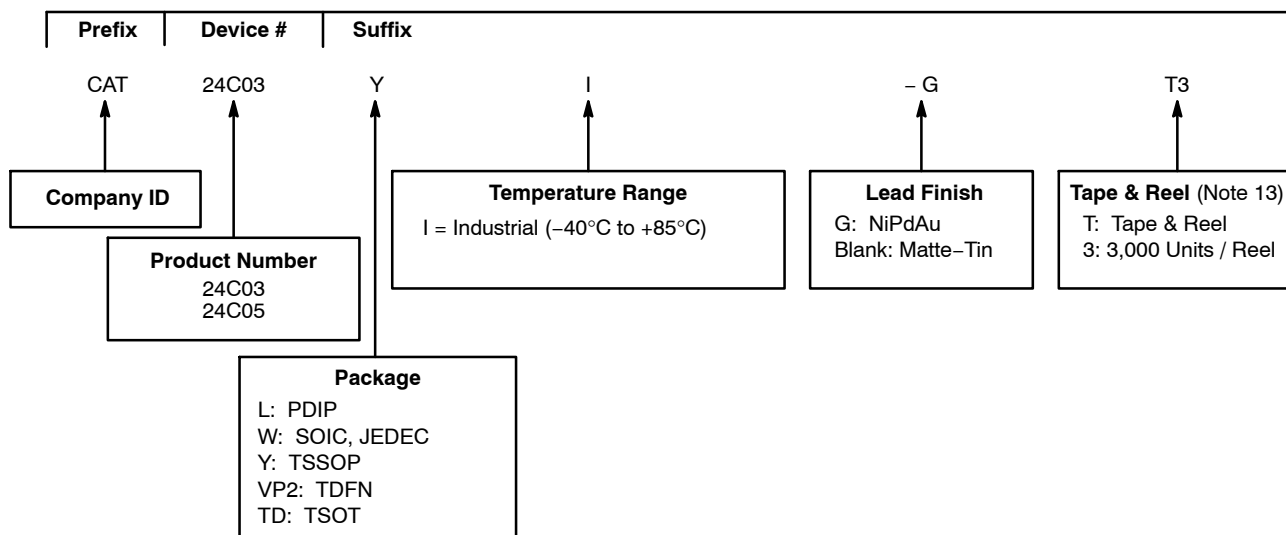 Prefix Device # Suffix
CAT 24C03 Y I – G T3
Company ID
Temperature Range
I = Industrial (–40°C to +85°C)
Lead Finish
G: NiPdAu
Blank: Matte–Tin
Tape & Reel (Note 13)
T: Tape & Reel
3: 3,000 Units / Reel
Product Number
24C03
24C05
Package
L: PDIP
W: SOIC, JEDEC
Y: TSSOP
VP2: TDFN
TD: TSOT